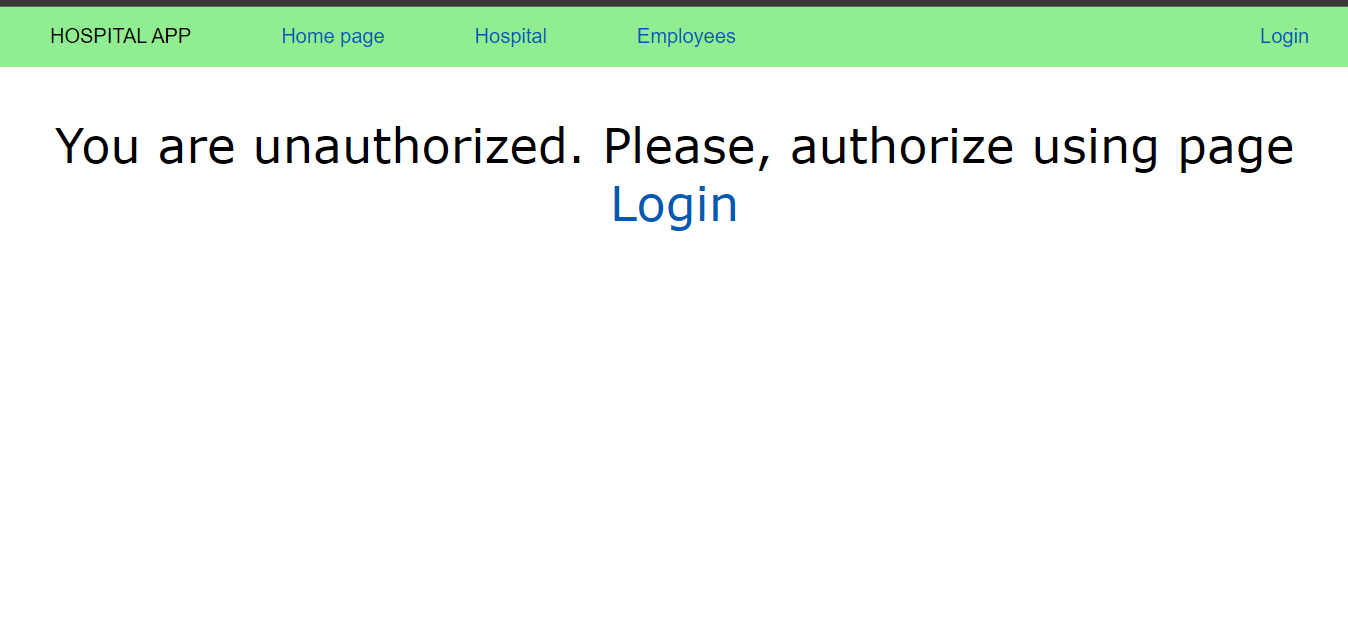 HOSPITAL APP Home page Hospital Employees Login
You are unauthorized. Please, authorize using page
Login